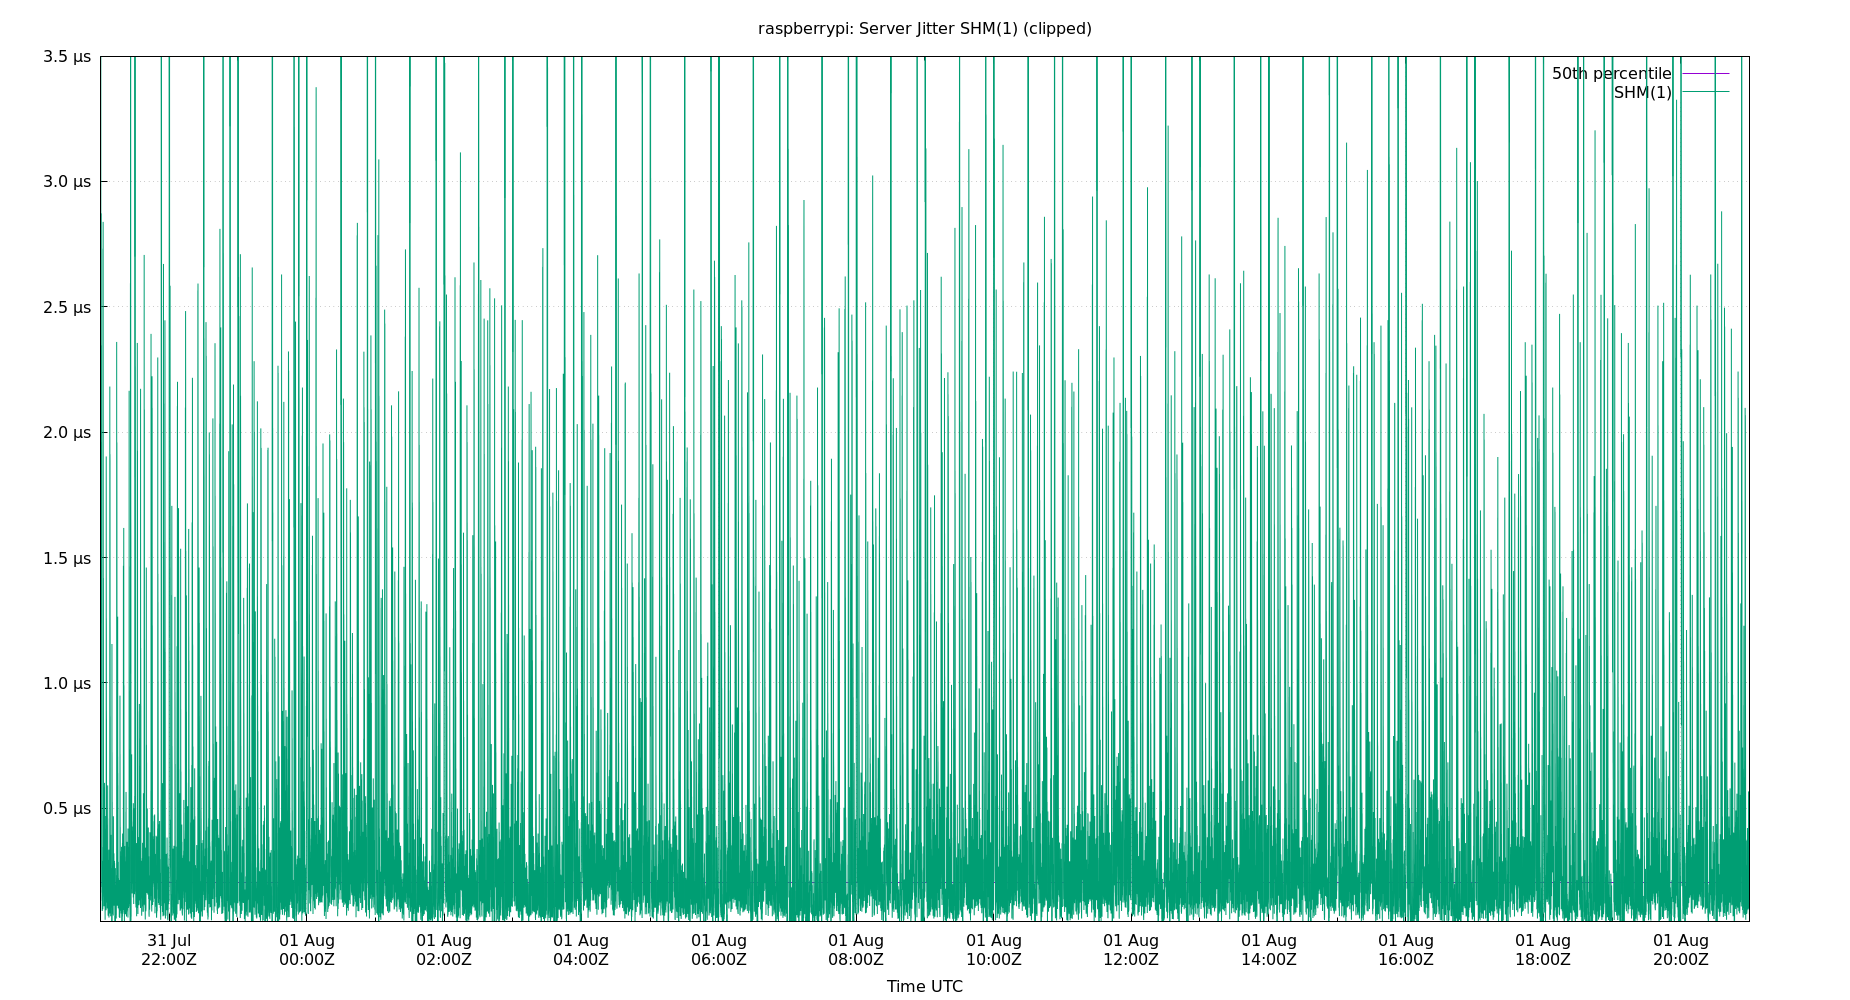 raspberrypi: Server Jitter SHM(1) (clipped)
3.5 µs
3.0 µs
2.5 µs
2.0 µs
1.5 µs
1.0 µs
0.5 µs
50th percentile
SHM(1)
31 Jul 01 Aug 01 Aug 01 Aug 01 Aug 01 Aug 01 Aug 01 Aug 01 Aug 01 Aug 01 Aug 01 Aug
22:00Z 00:00Z 02:00Z 04:00Z 06:00Z 08:00Z 10:00Z 12:00Z 14:00Z 16:00Z 18:00Z 20:00Z
Time UTC